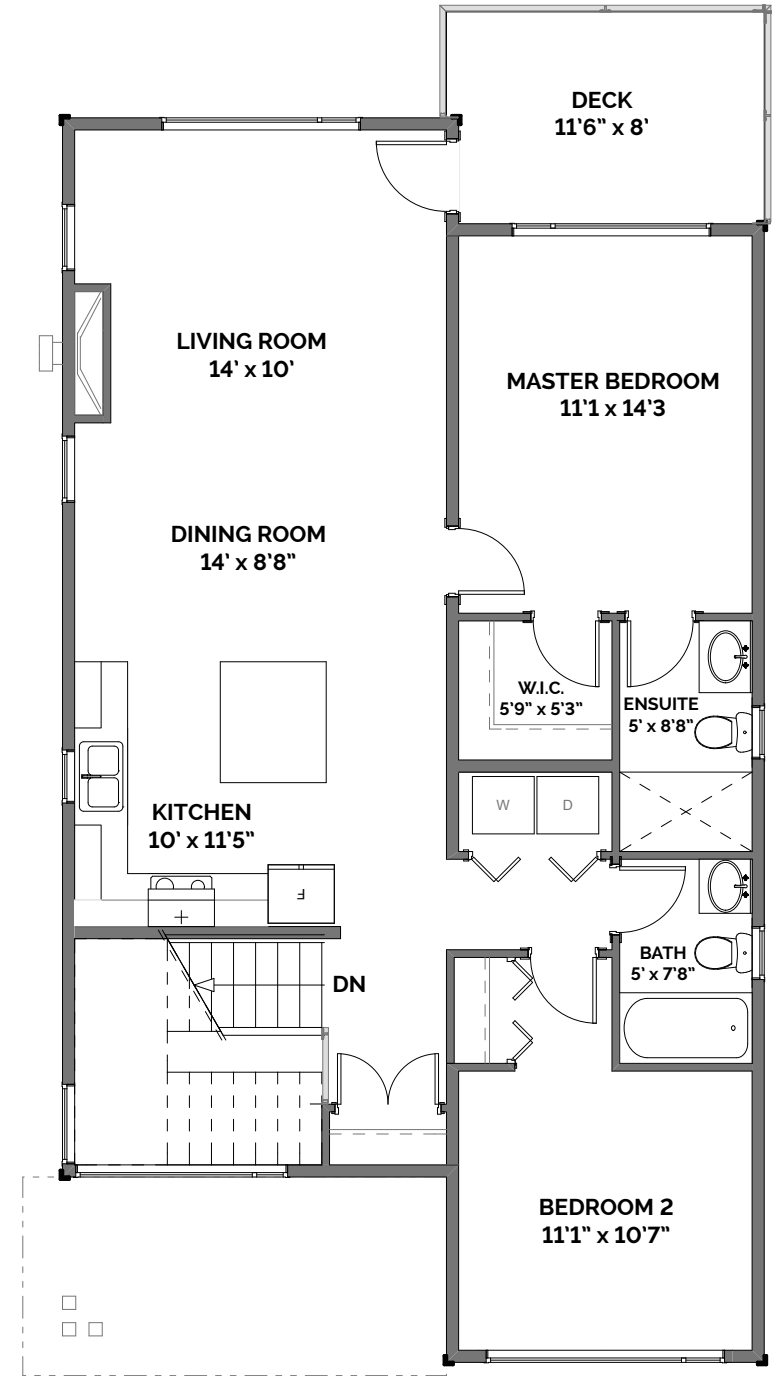 DECK
11'6" x 8'
LIVING ROOM
14' x 10'
MASTER BEDROOM
11'1 x 14'3
DINING ROOM
14' x 8'8"
W.I.C.
5'9" x 5'3"
ENSUITE
5' x 8'8"
KITCHEN
10' x 11'5"
W
D
F
BATH
5' x 7'8"
DN
BEDROOM 2
11'1" x 10'7"